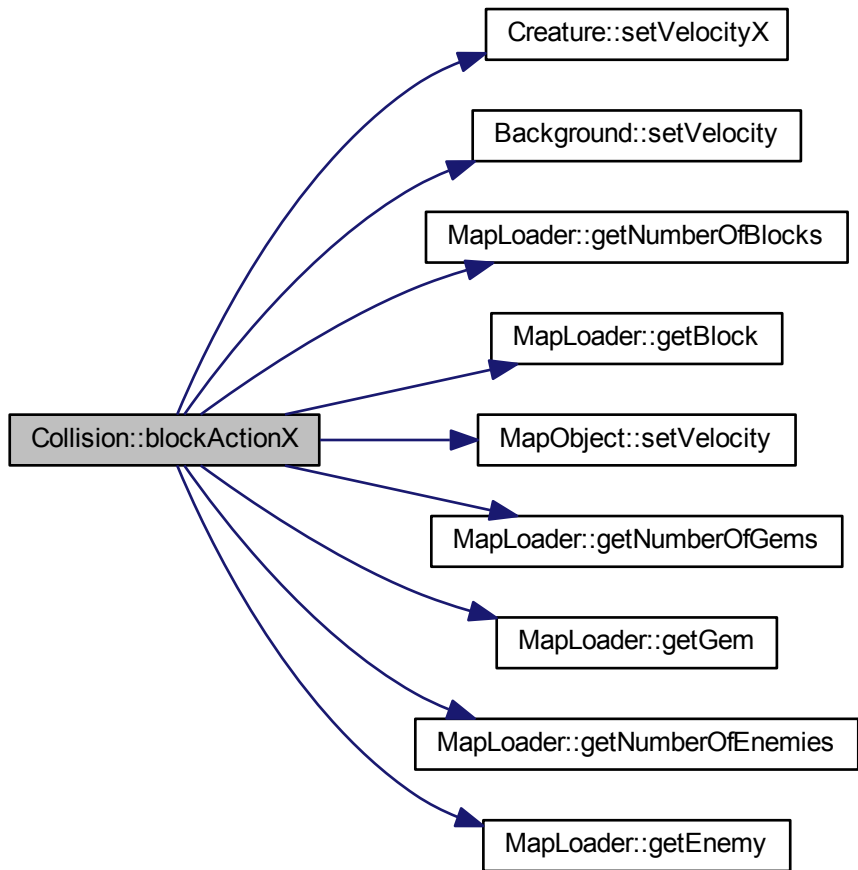 Creature::setVelocityX
Background::setVelocity
MapLoader::getNumberOfBlocks
MapLoader::getBlock
Collision::blockActionX
MapObject::setVelocity
MapLoader::getNumberOfGems
MapLoader::getGem
MapLoader::getNumberOfEnemies
MapLoader::getEnemy